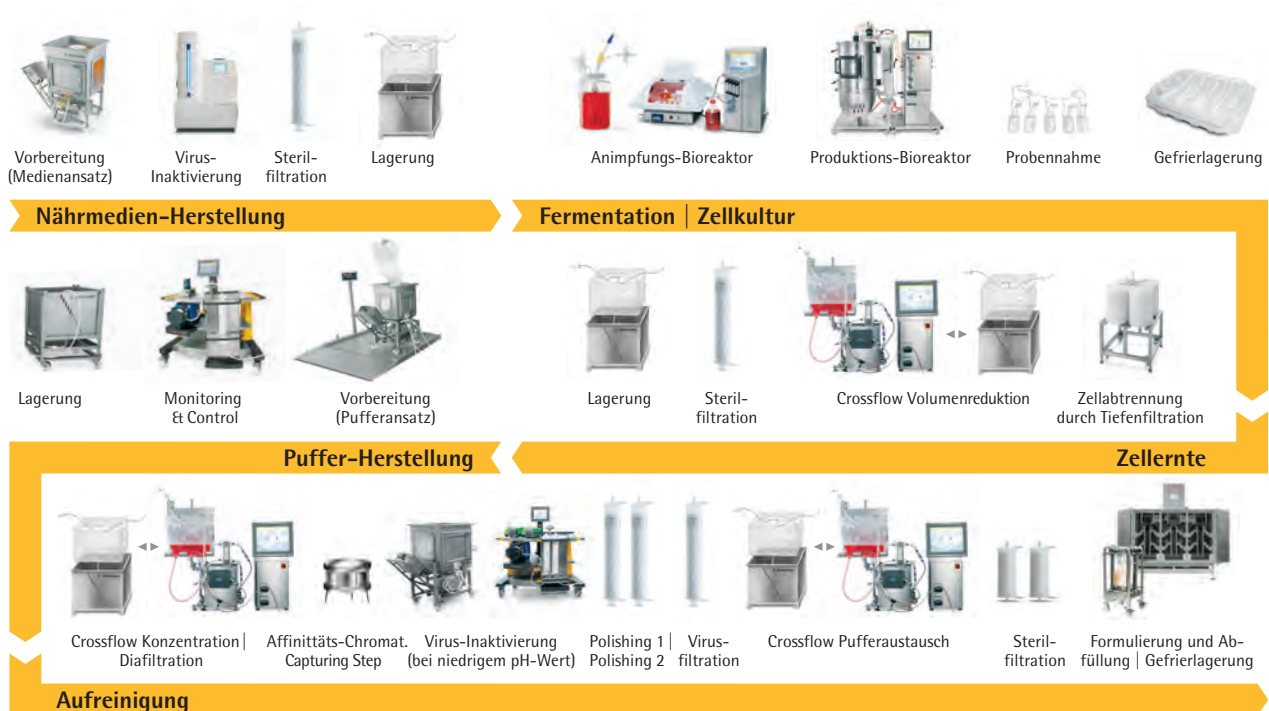 Vorbereitung
(Medienansatz)
Virus-
Inaktivierung
Steril-
filtration
Lagerung
Animpfungs-Bioreaktor
Produktions-Bioreaktor
Probennahme
Gefrierlagerung
Nährmedien-Herstellung
Fermentation | Zellkultur
Lagerung
Monitoring
& Control
Vorbereitung
(Pufferansatz)
Lagerung
Steril-
filtration
Crossflow Volumenreduktion
Zellabtrennung
durch Tiefenfiltration
Puffer-Herstellung
Zellernte
Crossflow Konzentration |
Diafiltration
Affinitäts-Chromat.
Capturing Step
Virus-Inaktivierung
(bei niedrigem pH-Wert)
Polishing 1 |
Polishing 2
Virus-
filtration
Crossflow Pufferaustausch
Steril-
filtration
Formulierung und Ab-
füllung | Gefrierlagerung
Aufreinigung